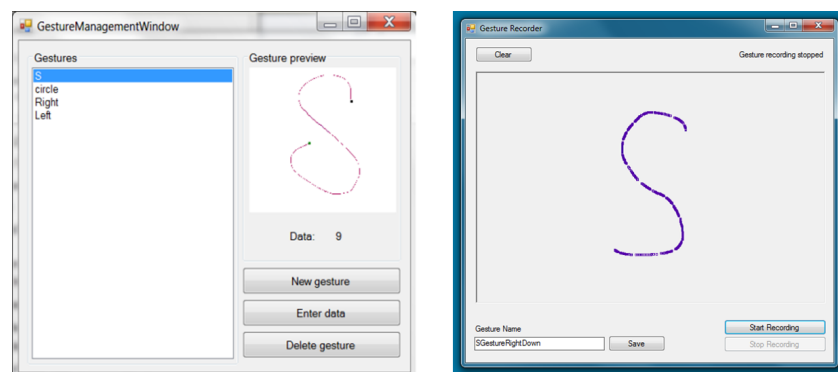 GestureManagementWindow
Gestures
S
circle
Right
Left
Gesture preview
Data: 9
New gesture
Enter data
Delete gesture
Gesture Recorder
Clear
Gesture recording stopped
Gesture Name
SGestureRightDown
Save
Start Recording
Stop Recording